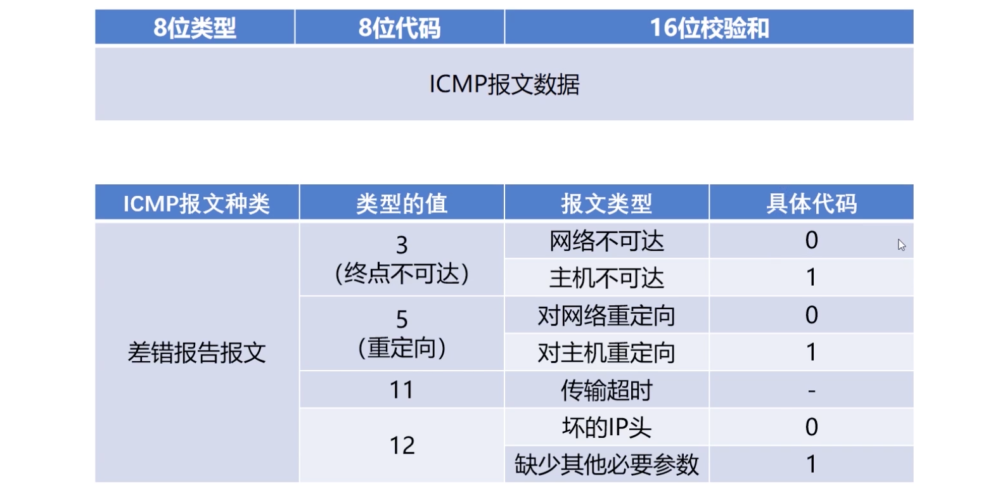 8位类型 8位代码 16位校验和
ICMP报文数据
ICMP报文种类 类型的值 报文类型 具体代码
差错报告报文
3
（终点不可达）
网络不可达 0
主机不可达 1
5
（重定向）
对网络重定向 0
对主机重定向 1
11 传输超时 -
12
坏的IP头 0
缺少其他必要参数 1